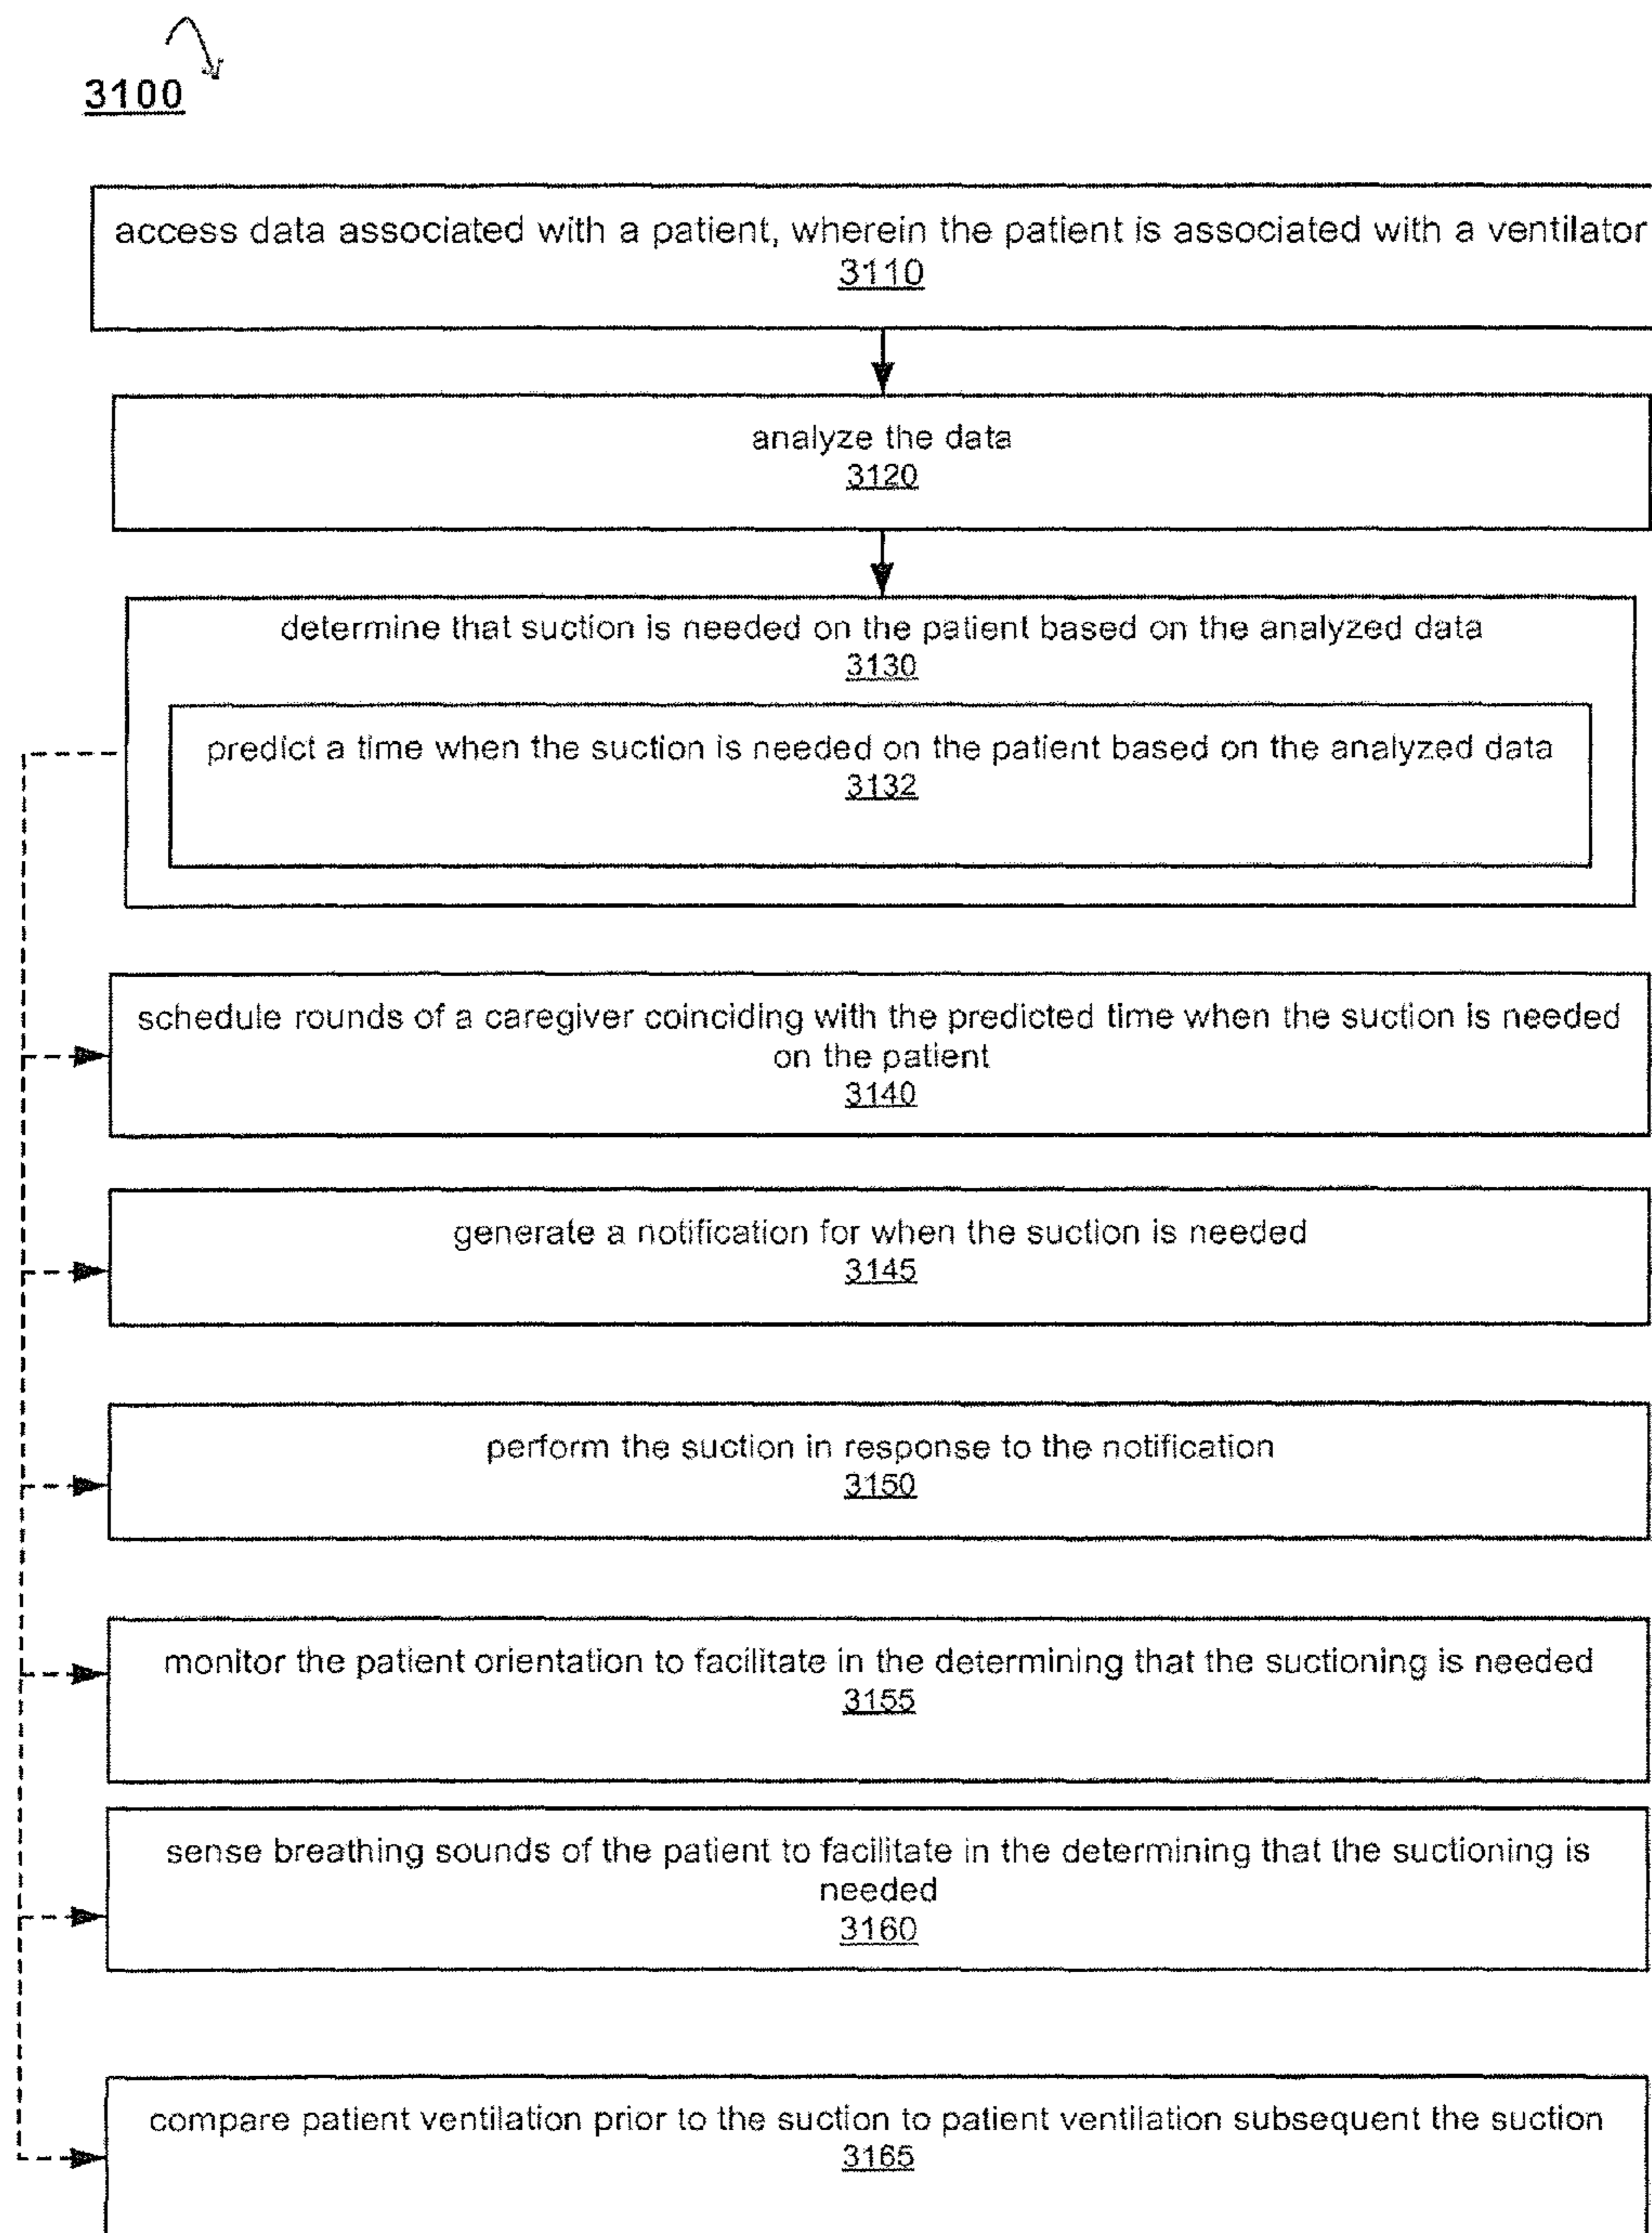 3100
access data associated with a patient, wherein the patient is associated with a ventilator
3110
analyze the data
3120
determine that suction is needed on the patient based on the analyzed data
3130
predict a time when the suction is needed on the patient based on the analyzed data
3132
schedule rounds of a caregiver coinciding with the predicted time when the suction is needed
on the patient
3140
generate a notification for when the suction is needed
3145
perform the suction in response to the notification
3150
monitor the patient orientation to facilitate in the determining that the suctioning is needed
3155
sense breathing sounds of the patient to facilitate in the determining that the suctioning is
needed
3160
compare patient ventilation prior to the suction to patient ventilation subsequent the suction
3165